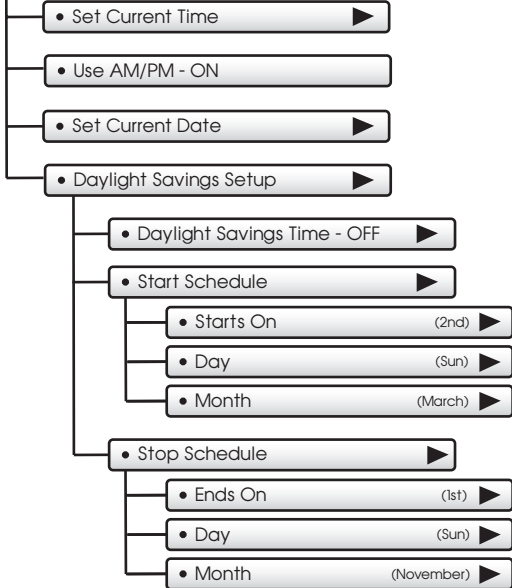 • Set Current Time
• Use AM/PM - ON
• Set Current Date
• Daylight Savings Setup
• Daylight Savings Time - OFF
• Start Schedule
• Starts On (2nd)
• Day (Sun)
• Month (March)
• Stop Schedule
• Ends On (1st)
• Day (Sun)
• Month (November)